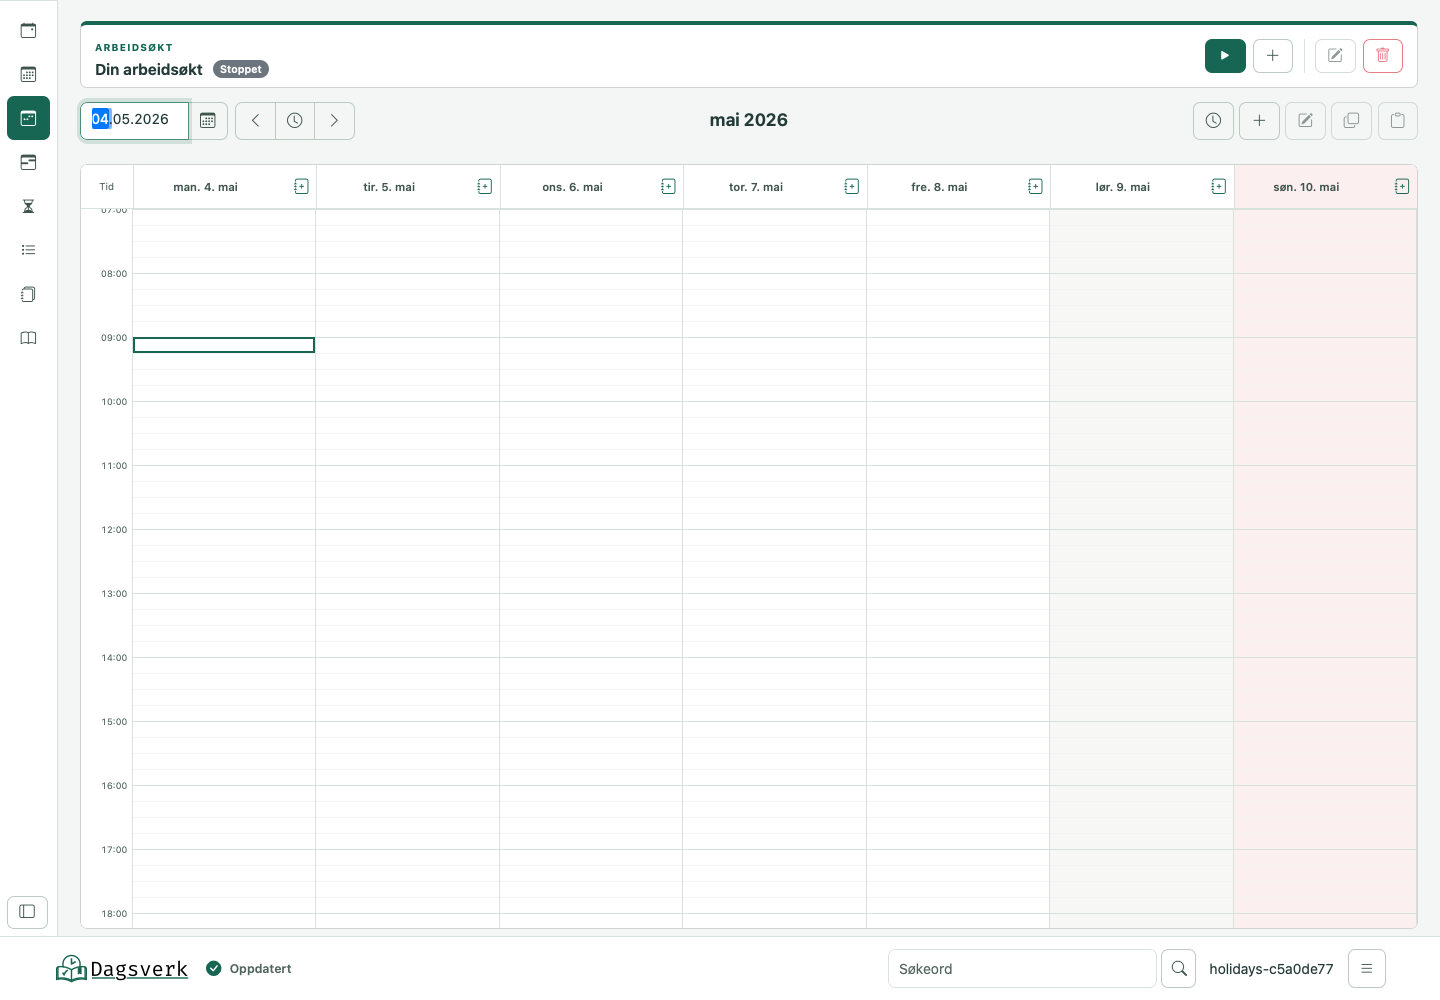 ARBEIDSØKT
Din arbeidsøkt Stoppet
04.05.2026
mai 2026
Tid man. 4. mai tir. 5. mai ons. 6. mai tor. 7. mai fre. 8. mai lør. 9. mai søn. 10. mai
07:00
08:00
09:00
10:00
11:00
12:00
13:00
14:00
15:00
16:00
17:00
18:00
Dagsverk Oppdatert Søkeord holidays-c5a0de77